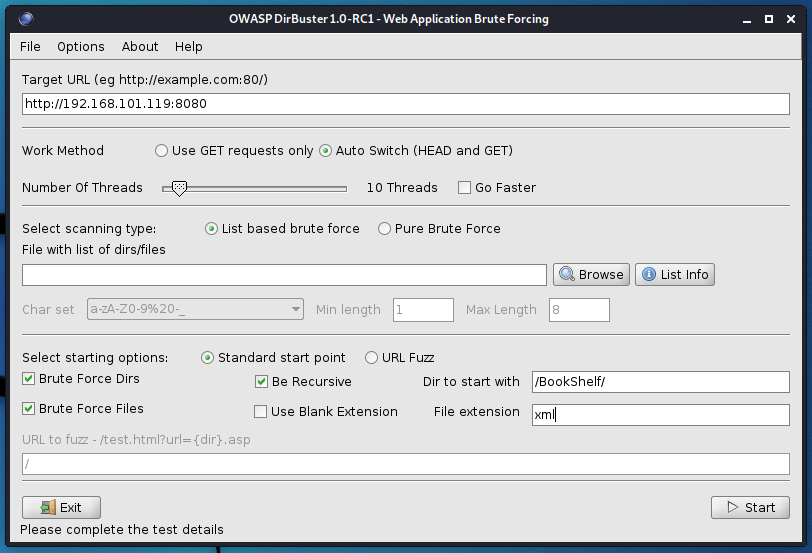 OWASP DirBuster 1.0-RC1 - Web Application Brute Forcing
File Options About Help
Target URL (eg http://example.com:80/)
http://192.168.101.119:8080
Work Method Use GET requests only Auto Switch (HEAD and GET)
Number Of Threads 10 Threads Go Faster
Select scanning type: List based brute force Pure Brute Force
File with list of dirs/files
Browse List Info
Char set a-zA-Z0-9%20-_ Min length 1 Max Length 8
Select starting options: Standard start point URL Fuzz
Brute Force Dirs Be Recursive Dir to start with /BookShelf/
Brute Force Files Use Blank Extension File extension xml
URL to fuzz - /test.html?url={dir}.asp
/
Exit Start
Please complete the test details